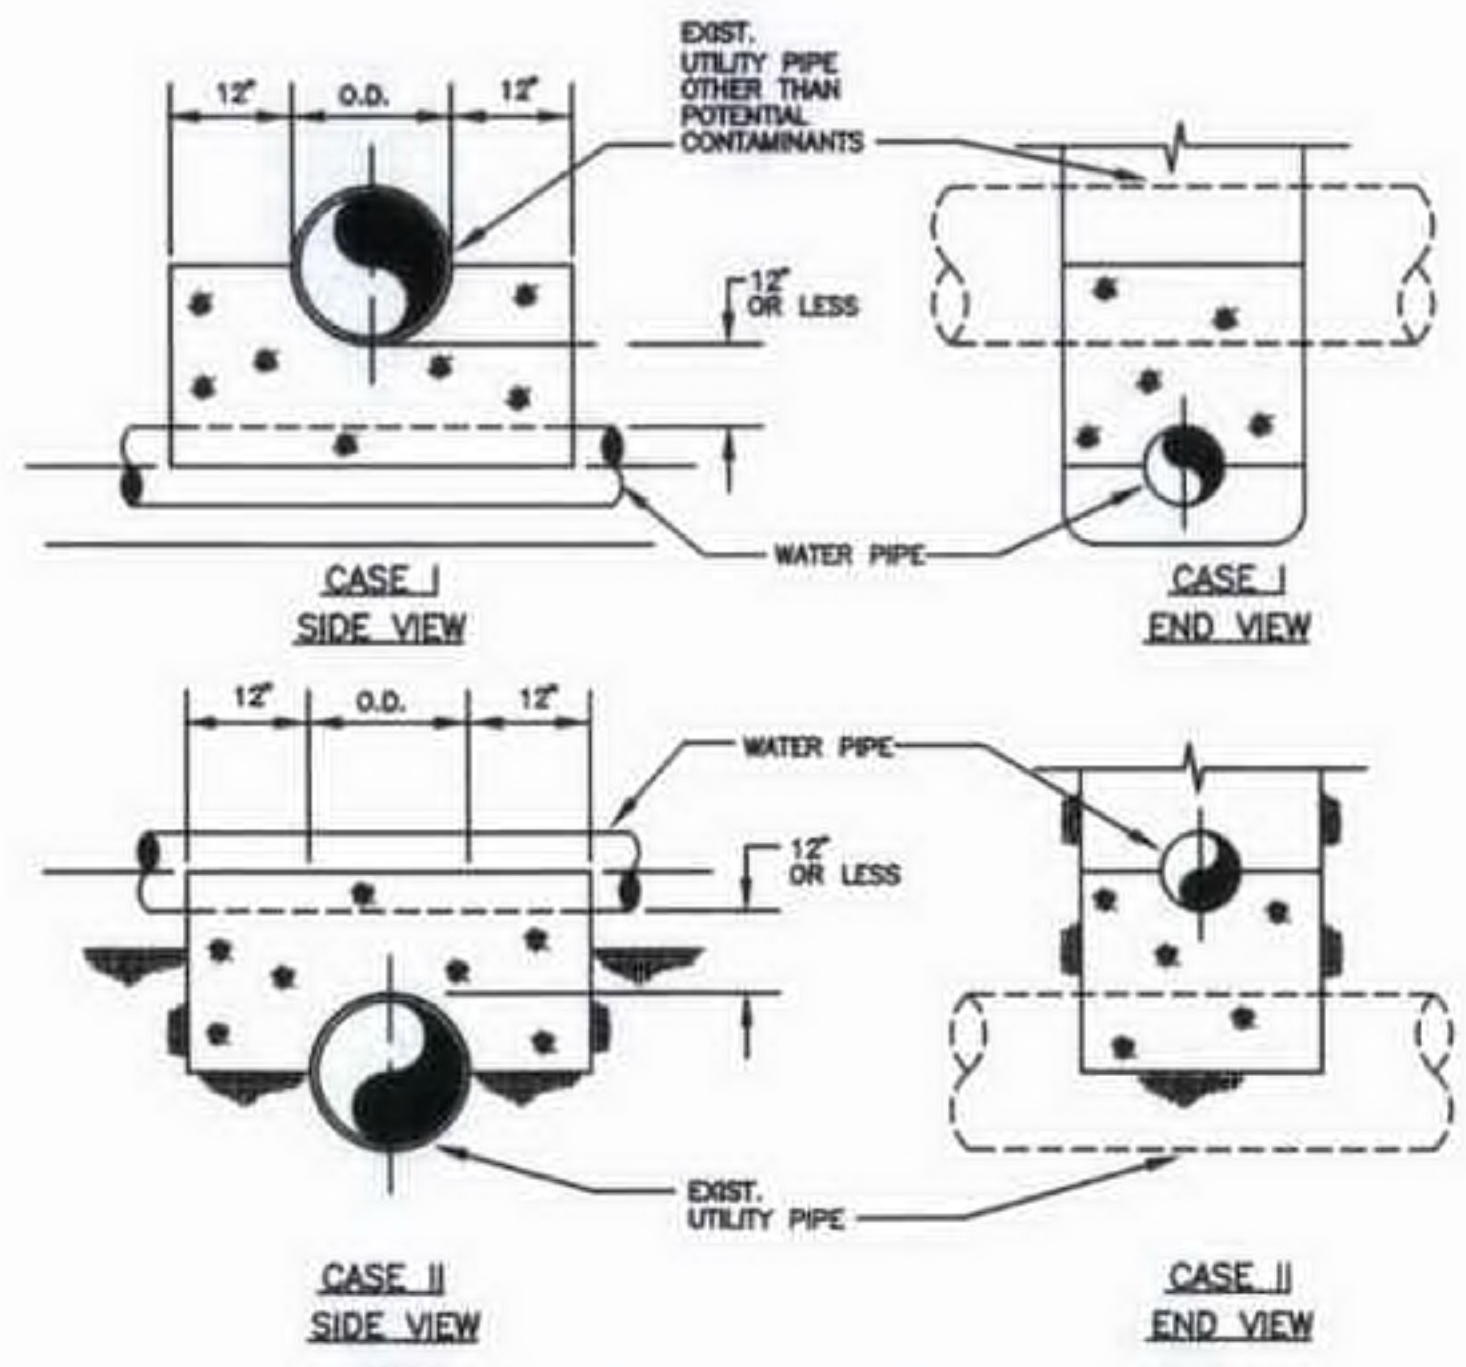 EXIST.
UTILITY PIPE
OTHER THAN
POTENTIAL
CONTAMINANTS
12" O.D. 12"
12"
OR LESS
WATER PIPE
CASE I
SIDE VIEW
CASE I
END VIEW
12" O.D. 12"
WATER PIPE
12"
OR LESS
EXIST.
UTILITY PIPE
CASE II
SIDE VIEW
CASE II
END VIEW